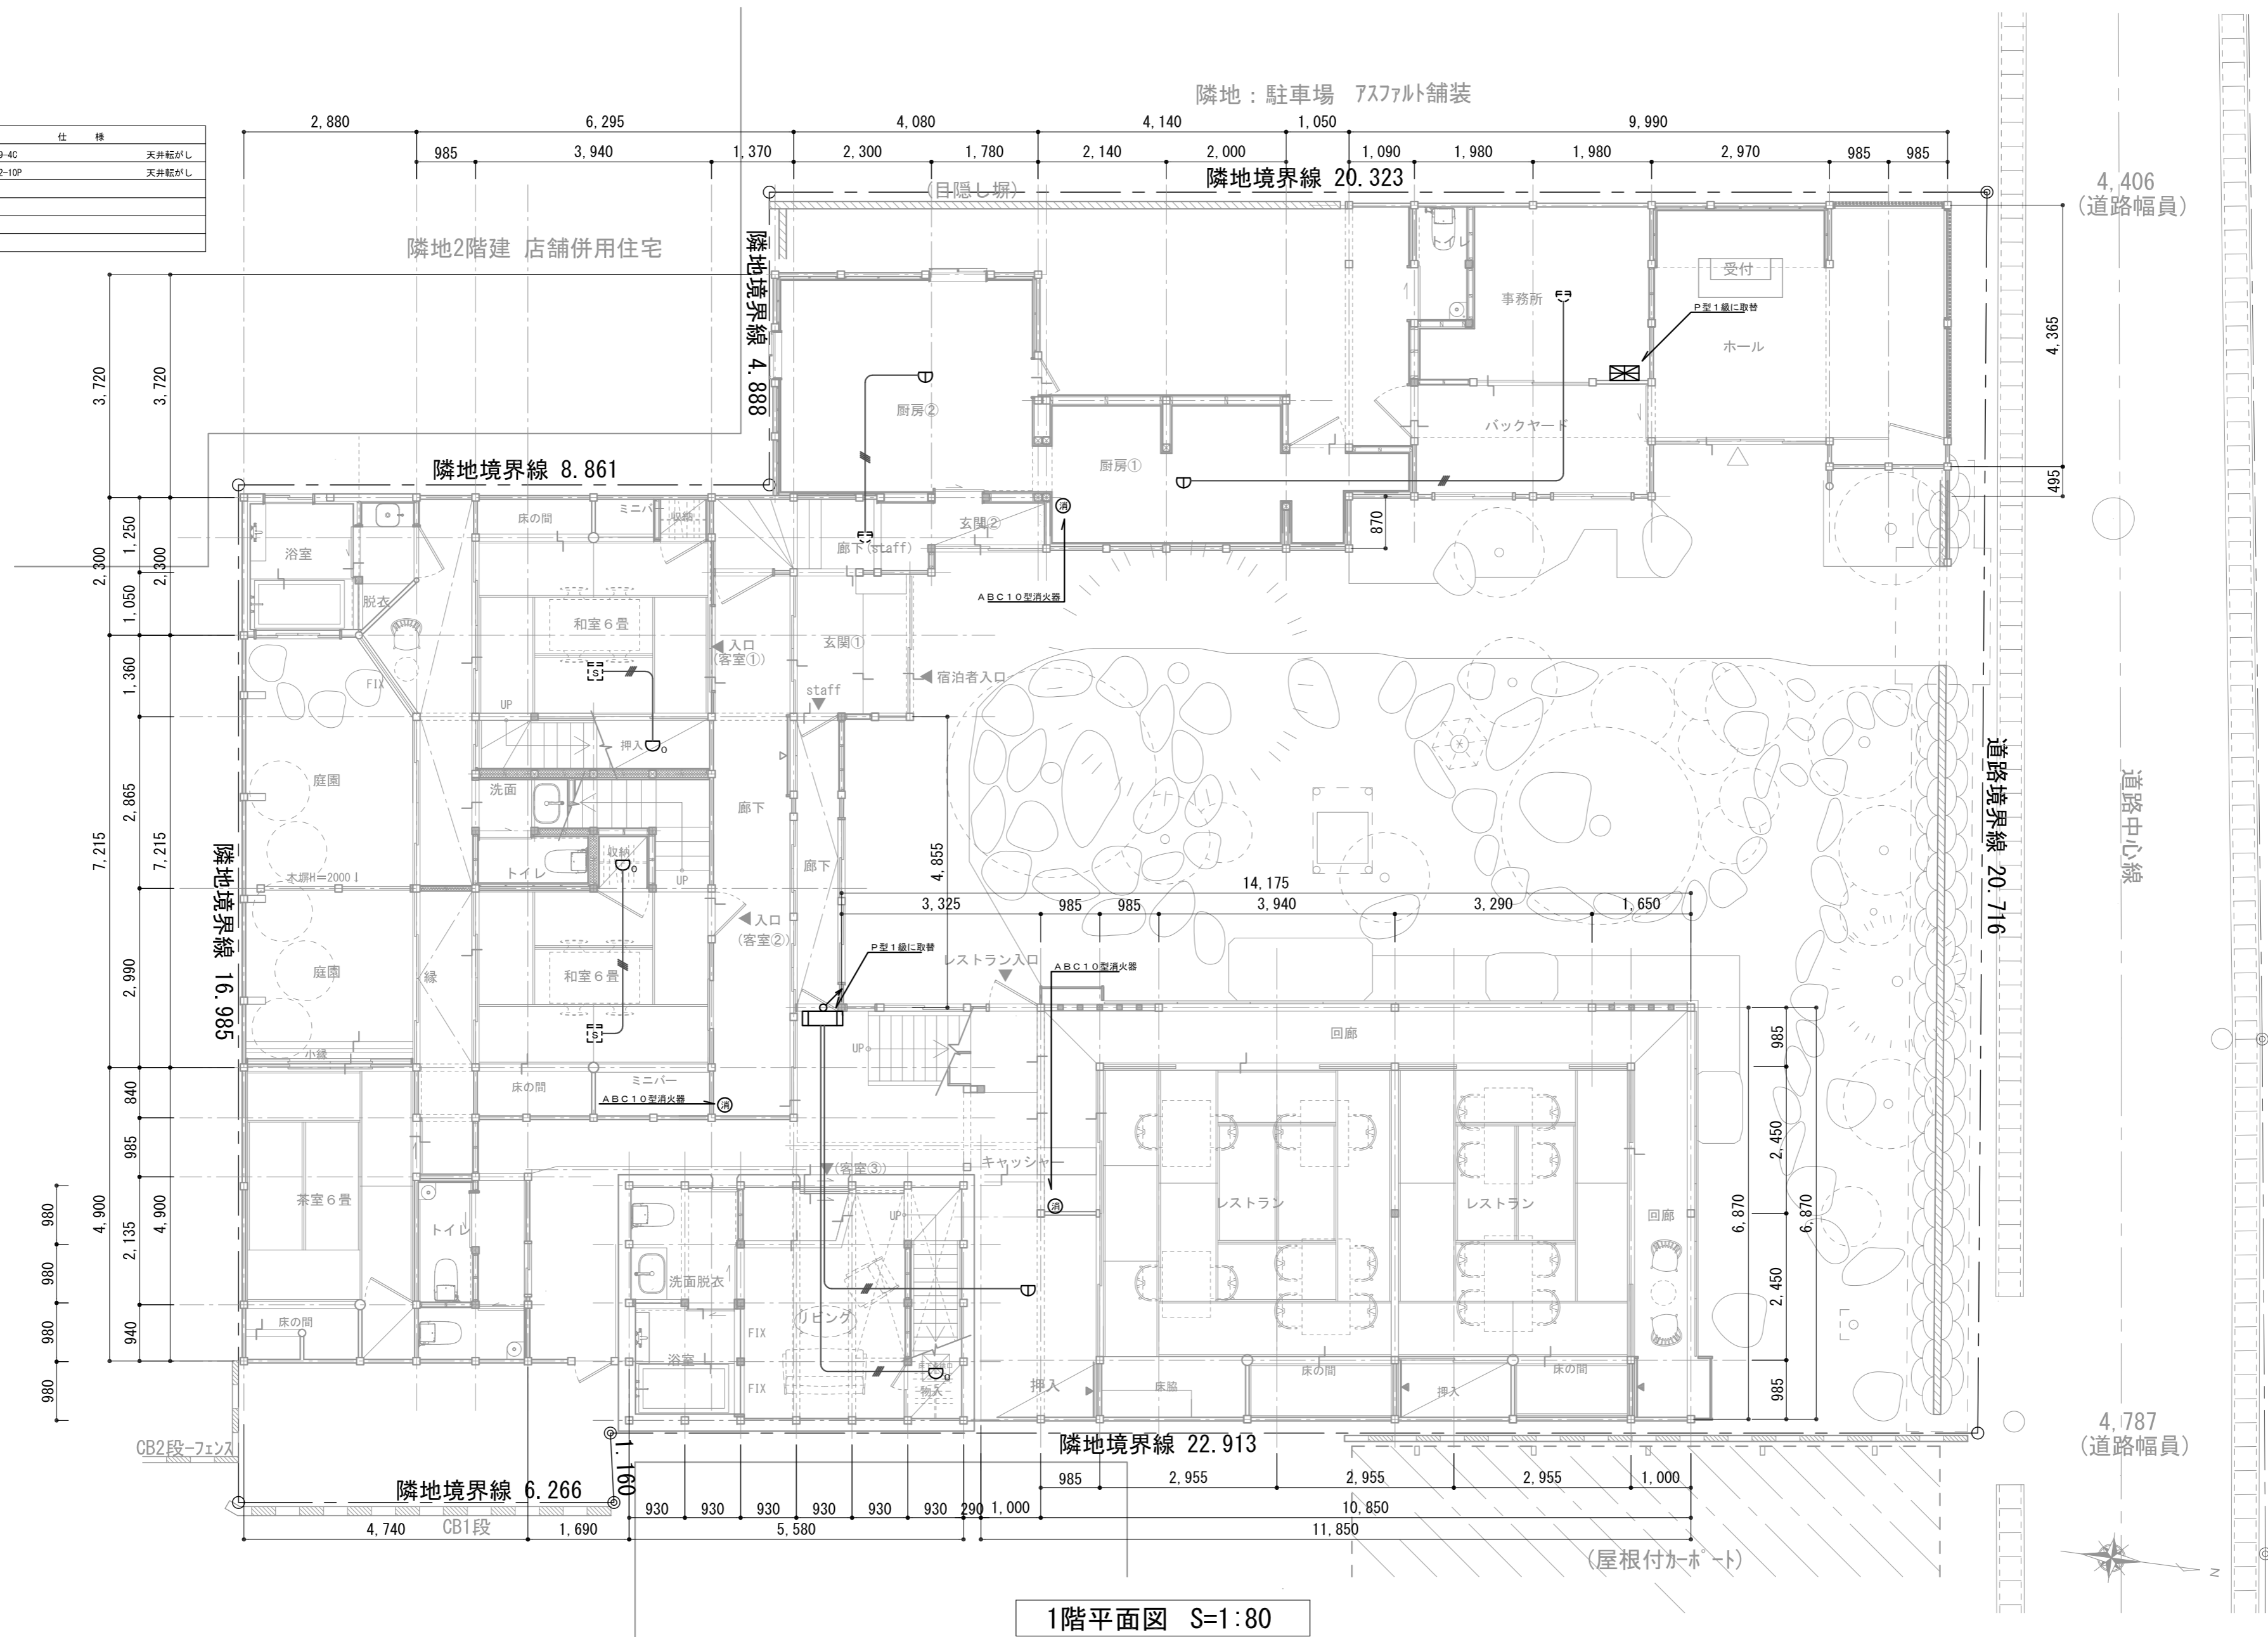 隣地：駐車場　ｱｽﾌｧﾙﾄ舗装
仕　様
9-4C 天井転がし
2-10P 天井転がし
2,880
6,295
4,080
4,140
1,050
9,990
985
3,940
1,370
2,300
1,780
2,140
2,000
1,090
1,980
1,980
2,970
985
985
隣地境界線 20.323
(目隠し塀)
4,406
(道路幅員)
隣地2階建 店舗併用住宅
隣地境界線 4.888
トイレ
受付
事務所
P型1級に取替
ホール
4,365
495
3,720
3,720
厨房②
バックヤード
厨房①
隣地境界線 8.861
870
床の間
ミニバー
収納
消
玄関②
廊下(staff)
浴室
脱衣
1,250
2,300
2,300
1,050
ABC10型消火器
和室６畳
入口
(客室①)
玄関①
宿泊者入口
S
staff
FIX
UP
押入
1,360
庭園
洗面
廊下
2.865
7,215
7,215
道路境界線 20.716
道路中心線
トイレ
収納
UP
廊下
4,855
木塀H=2000
14,175
3,325
985
985
3,940
3,290
1,650
隣地境界線 16.985
入口
(客室②)
P型1級に取替
レストラン入口
ABC10型消火器
庭園
縁
和室６畳
2,990
S
小縁
UP
回廊
985
床の間
ミニバー
ABC10型消火器
消
840
985
2,450
キャッシャー
(客室③)
茶室６畳
トイレ
消
レストラン
レストラン
回廊
UP
980
4,900
2,135
4,900
6,870
6,870
洗面脱衣
980
2,450
リビング
床の間
FIX
980
940
浴室
FIX
物入
押入
床脇
床の間
押入
床の間
980
985
CB2段-フェンス
1.160
隣地境界線 22.913
4,787
(道路幅員)
隣地境界線 6.266
985
2,955
2,955
2,955
1,000
930
930
930
930
930
930
290
1,000
10,850
CB1段
4,740
1,690
5,580
11,850
(屋根付ｶｰﾎﾟｰﾄ)
N
1階平面図　S=1:80